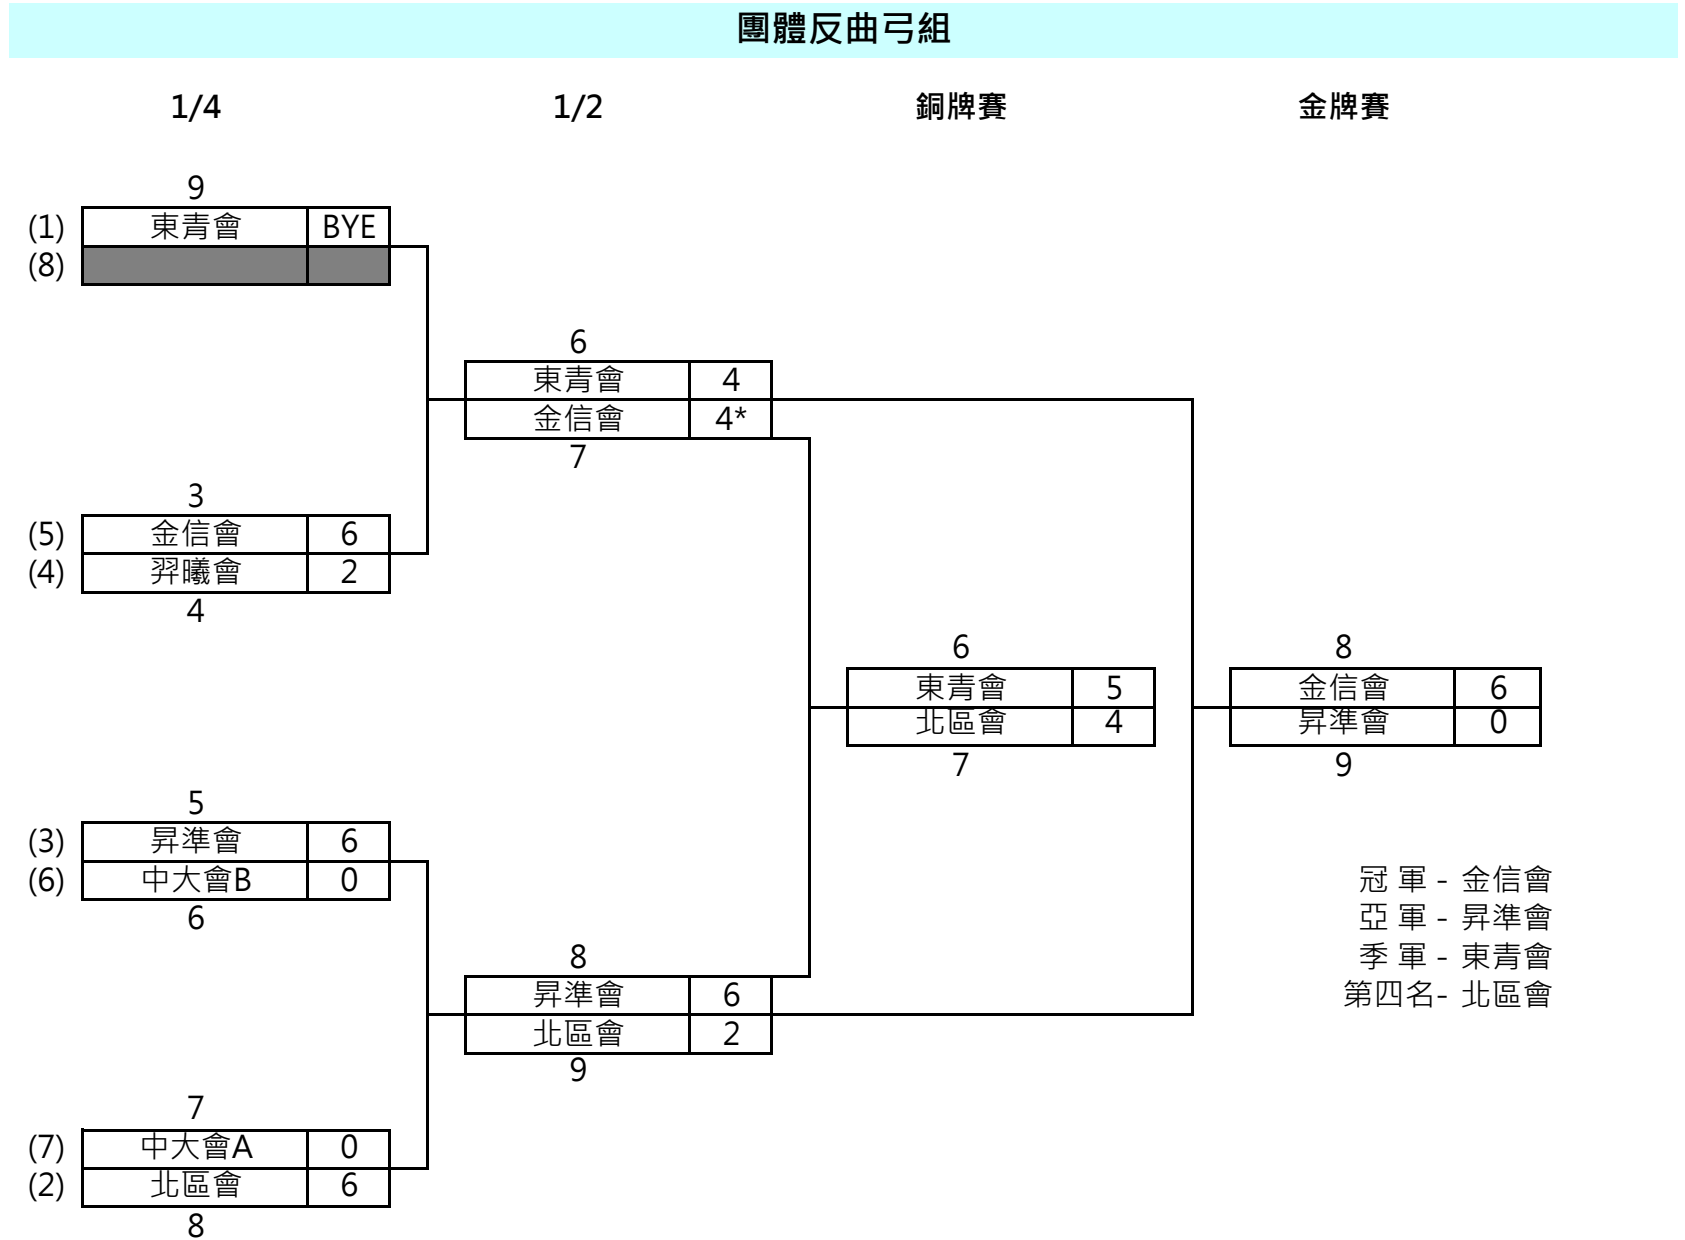 團體反曲弓組
1/4 1/2 銅牌賽 金牌賽
9
(1) 東青會 BYE
(8)
6
東青會 4
金信會 4*
7
3
(5) 金信會 6
(4) 羿曦會 2
4
6
東青會 5
北區會 4
7
8
金信會 6
昇準會 0
9
5
(3) 昇準會 6
(6) 中大會B 0
6
冠 軍 - 金信會
亞 軍 - 昇準會
季 軍 - 東青會
第四名- 北區會
8
昇準會 6
北區會 2
9
7
(7) 中大會A 0
(2) 北區會 6
8